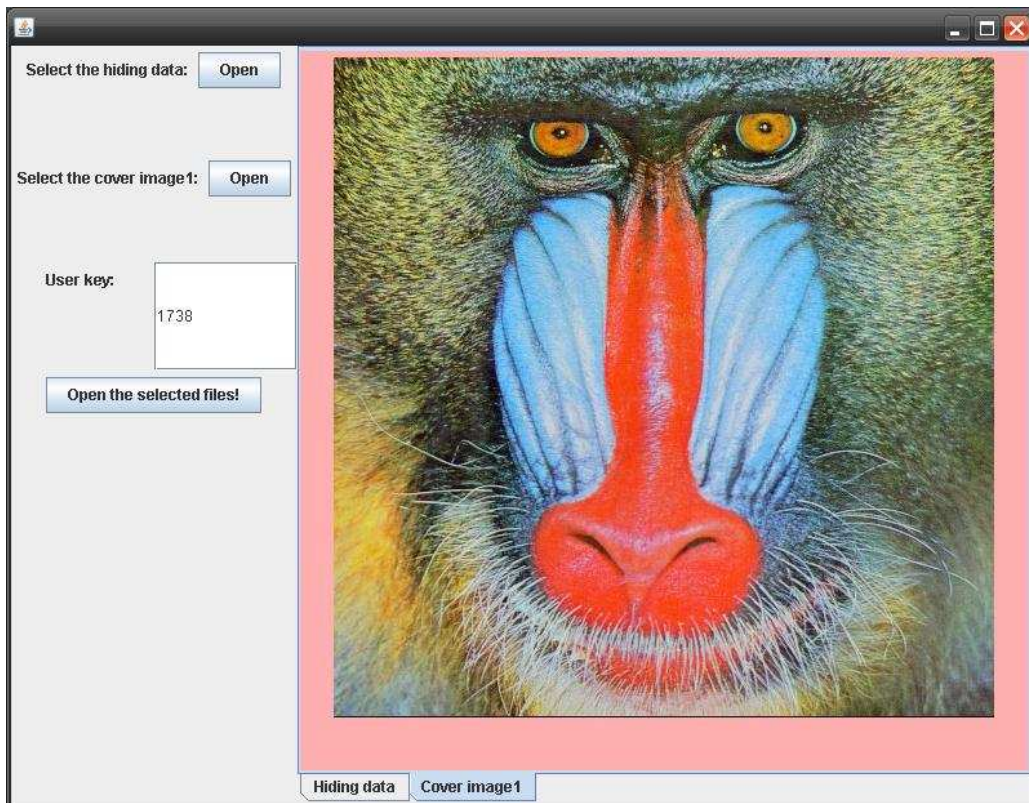 Select the hiding data: Open
Select the cover image1: Open
User key:
1738
Open the selected files!
Hiding data Cover image1